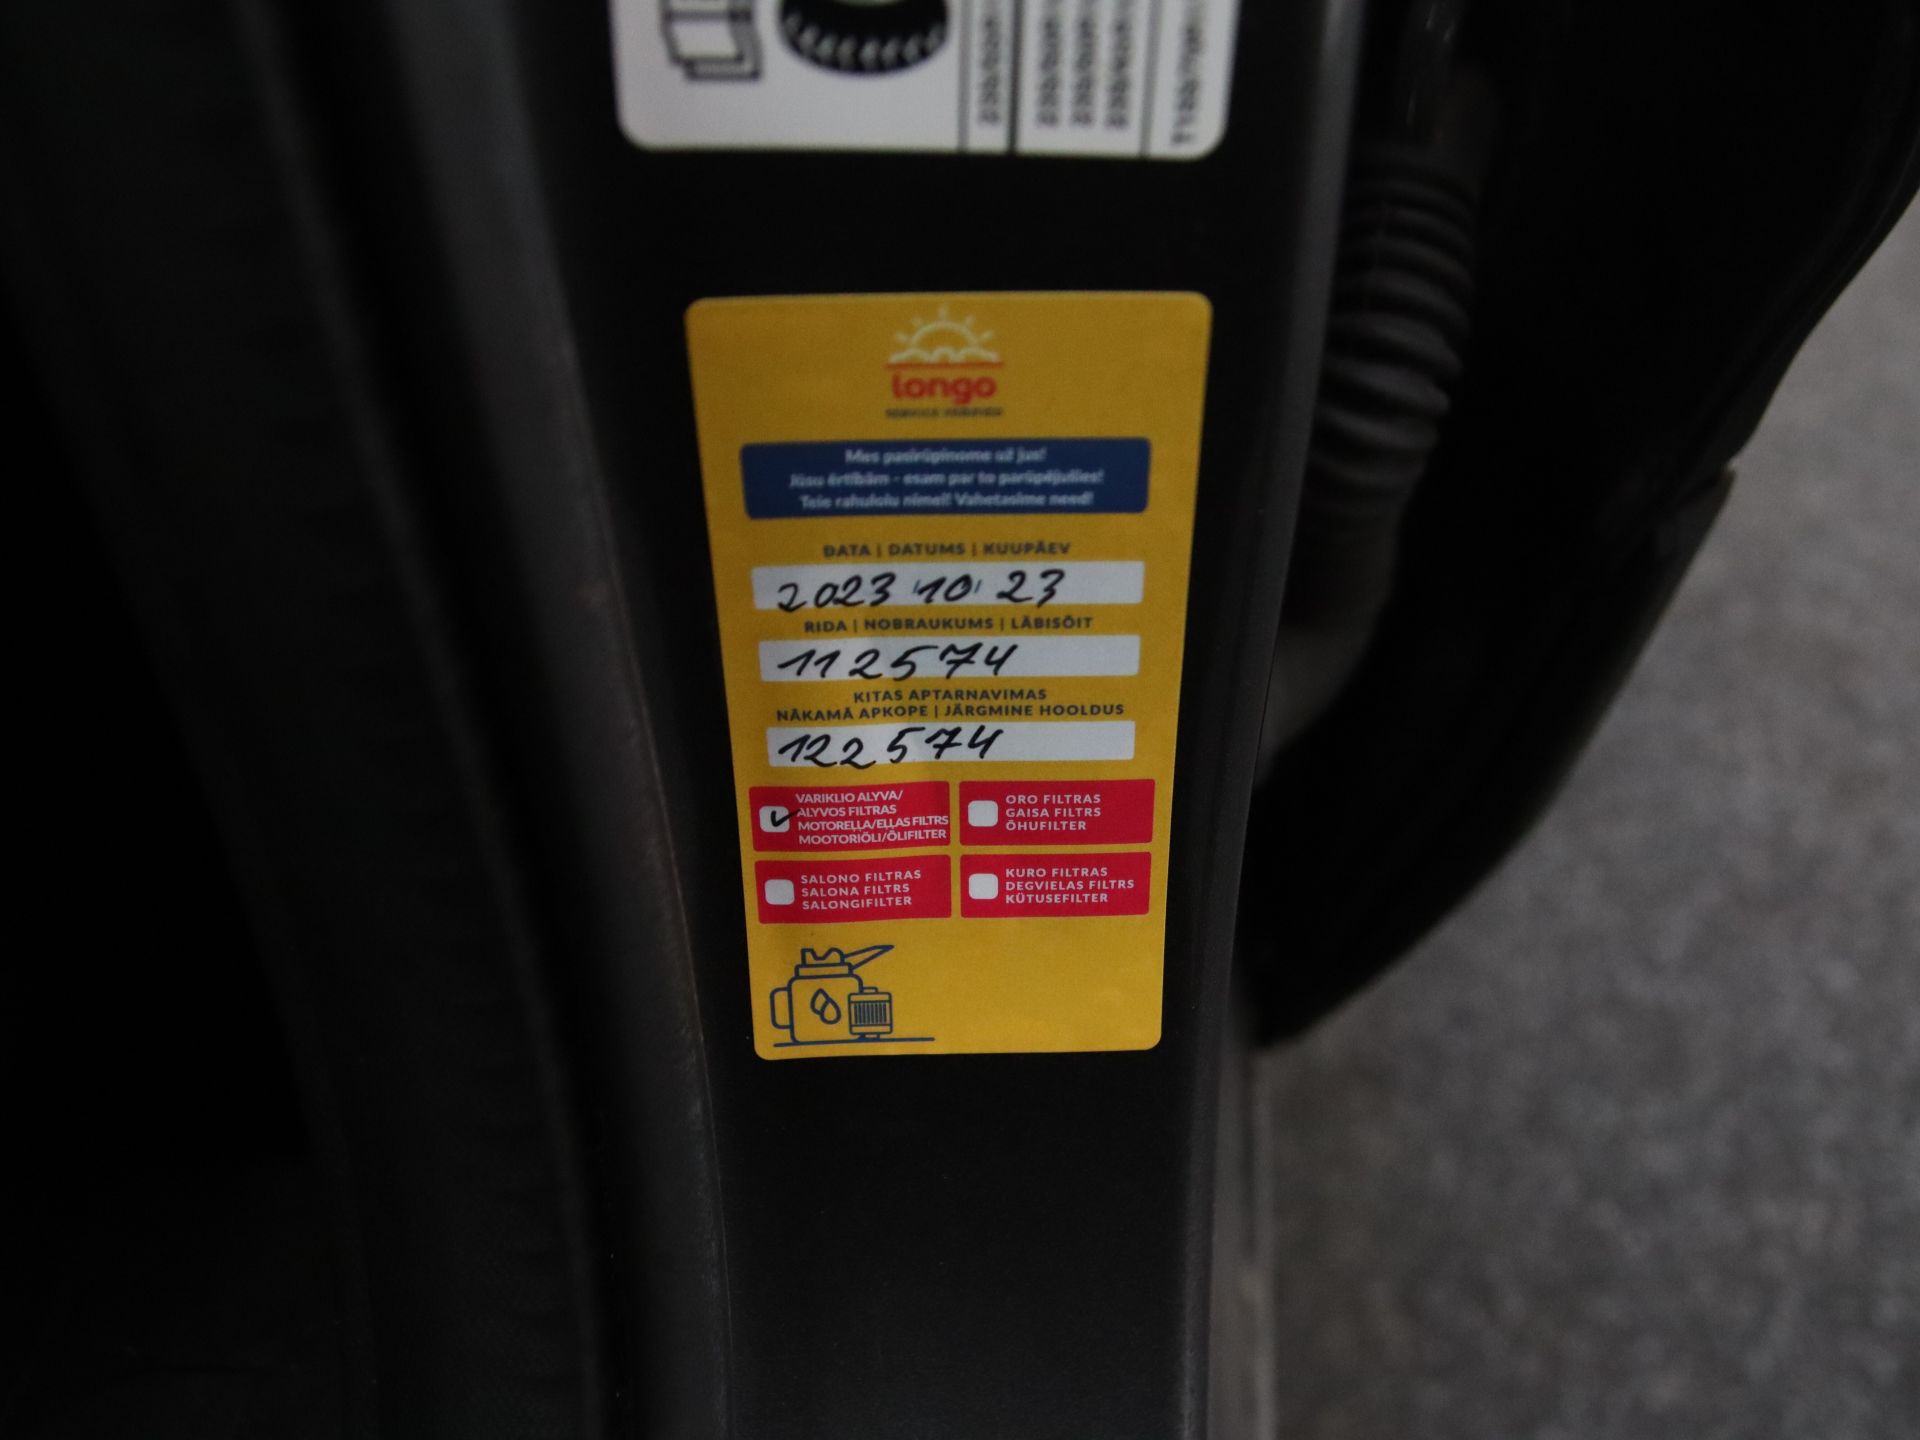 longo
Mes pasirūpinome už jus!
Jūsu ērtībām - esam par to parūpējušies!
Teie rahulolu nimel! Vahetasime need!
DATA | DATUMS | KUUPÄEV
2023 10 23
RIDA | NOBRAUKUMS | LÄBISÕIT
112574
KITAS APTARNAVIMAS
NĀKAMĀ APKOPE | JÄRGMINE HOOLDUS
122574
VARIKLIO ALYVA/
ALYVOS FILTRAS
MOTOREĻĻA/EĻĻAS FILTRS
MOOTORIÕLI/ÕLIFILTER
ORO FILTRAS
GAISA FILTRS
ÕHUFILTER
SALONO FILTRAS
SALONA FILTRS
SALONGIFILTER
KURO FILTRAS
DEGVIELAS FILTRS
KÜTUSEFILTER